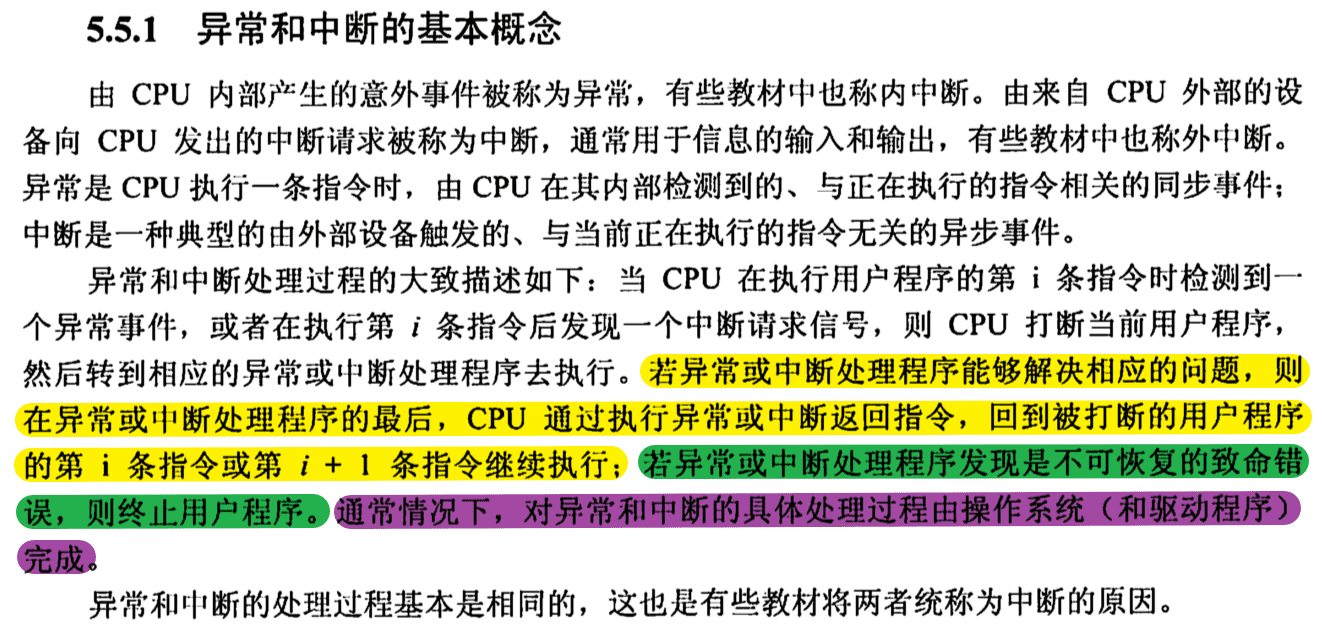 5.5.1 异常和中断的基本概念
由 CPU 内部产生的意外事件被称为异常，有些教材中也称内中断。由来自 CPU 外部的设
备向 CPU 发出的中断请求被称为中断，通常用于信息的输入和输出，有些教材中也称外中断。
异常是 CPU 执行一条指令时，由 CPU 在其内部检测到的、与正在执行的指令相关的同步事件；
中断是一种典型的由外部设备触发的、与当前正在执行的指令无关的异步事件。
异常和中断处理过程的大致描述如下：当 CPU 在执行用户程序的第 i 条指令时检测到一
个异常事件，或者在执行第 i 条指令后发现一个中断请求信号，则 CPU 打断当前用户程序，
然后转到相应的异常或中断处理程序去执行。若异常或中断处理程序能够解决相应的问题，则
在异常或中断处理程序的最后，CPU 通过执行异常或中断返回指令，回到被打断的用户程序
的第 i 条指令或第 i + 1 条指令继续执行；若异常或中断处理程序发现是不可恢复的致命错
误，则终止用户程序。通常情况下，对异常和中断的具体处理过程由操作系统（和驱动程序）
完成。
异常和中断的处理过程基本是相同的，这也是有些教材将两者统称为中断的原因。